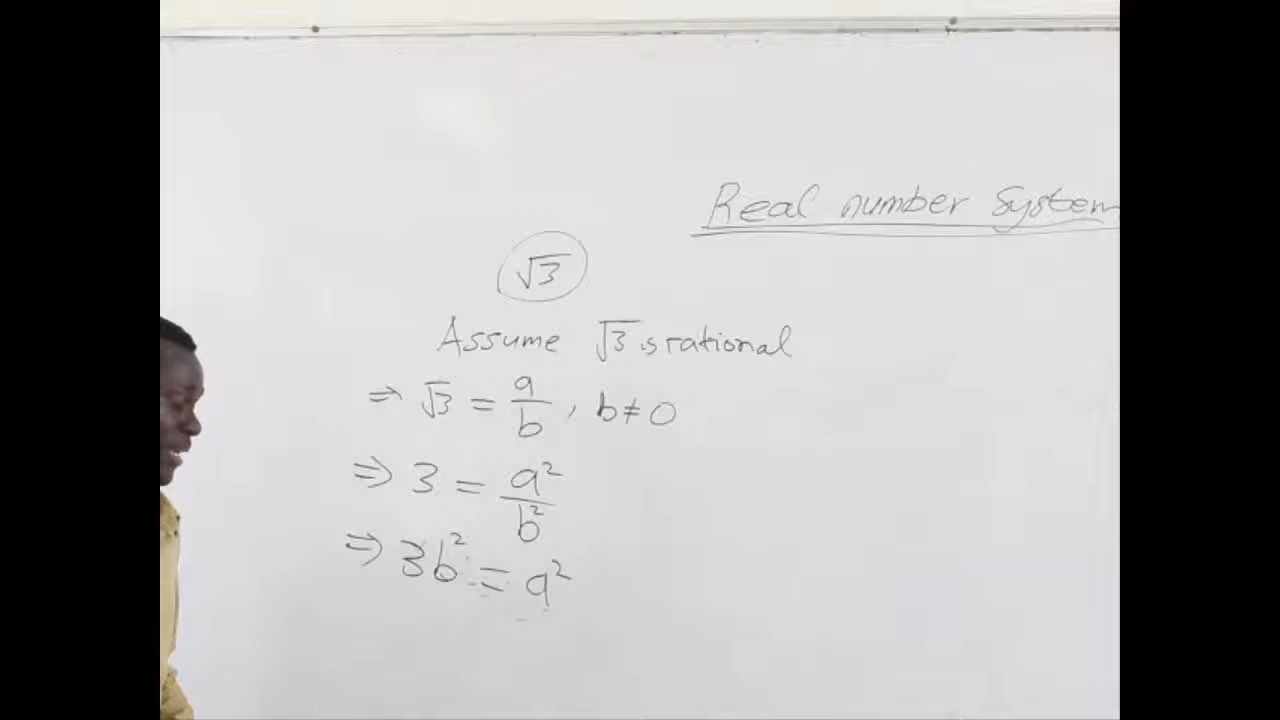 Real number System
√3
Assume √3 is rational
⇒ √3 = a/b, b ≠ 0
⇒ 3 = a²/b²
⇒ 3b² = a²